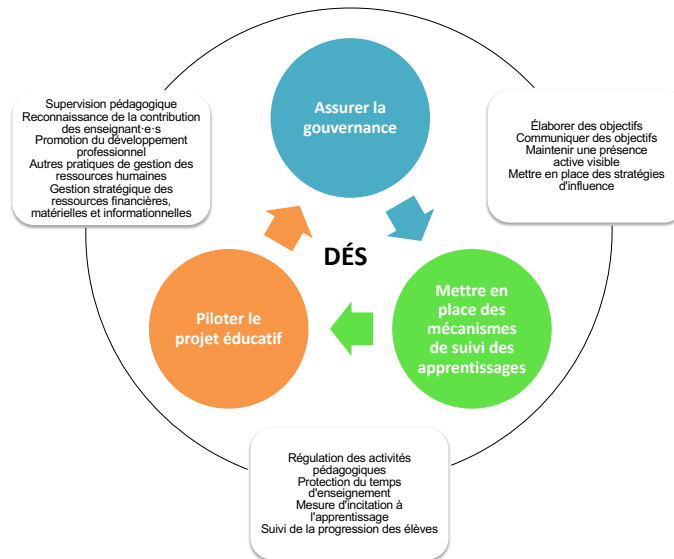 Assurer la
gouvernance
Supervision pédagogique
Reconnaissance de la contribution
des enseignant·e·s
Promotion du développement
professionnel
Autres pratiques de gestion des
ressources humaines
Gestion stratégique des
ressources financières,
matérielles et informationnelles
Élaborer des objectifs
Communiquer des objectifs
Maintenir une présence
active visible
Mettre en place des stratégies
d'influence
DÉS
Piloter le
projet éducatif
Mettre en
place des
mécanismes
de suivi des
apprentissages
Régulation des activités
pédagogiques
Protection du temps
d'enseignement
Mesure d'incitation à
l'apprentissage
Suivi de la progression des élèves